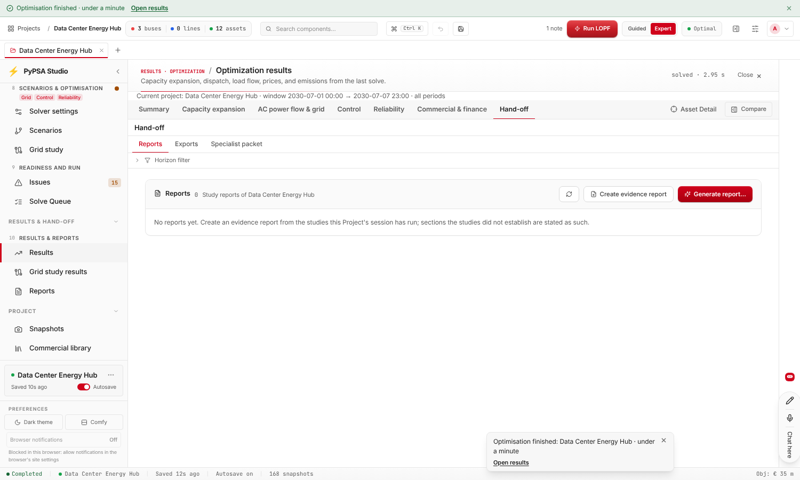 Optimisation finished · under a minute Open results
Projects / Data Center Energy Hub 3 buses 0 lines 12 assets Search components... Ctrl K 1 note Run LOPF Guided Expert Optimal A
Data Center Energy Hub
PyPSA Studio
SCENARIOS & OPTIMISATION
Grid Control Reliability
Solver settings
Scenarios
Grid study
9 READINESS AND RUN
Issues 15
Solve Queue
RESULTS & HAND-OFF
10 RESULTS & REPORTS
Results
Grid study results
Reports
PROJECT
Snapshots
Commercial library
Data Center Energy Hub
Saved 10s ago Autosave
PREFERENCES
Dark theme Comfy
Browser notifications Off
Blocked in this browser: allow notifications in the browser's site settings
RESULTS · OPTIMIZATION / Optimization results
Capacity expansion, dispatch, load flow, prices, and emissions from the last solve.
solved · 2.95 s Close
Current project: Data Center Energy Hub · window 2030-07-01 00:00 → 2030-07-07 23:00 · all periods
Summary Capacity expansion AC power flow & grid Control Reliability Commercial & finance Hand-off Asset Detail Compare
Hand-off
Reports Exports Specialist packet
Horizon filter
Reports 0 Study reports of Data Center Energy Hub Create evidence report Generate report...
No reports yet. Create an evidence report from the studies this Project's session has run; sections the studies did not establish are stated as such.
Chat here
Optimisation finished: Data Center Energy Hub · under
a minute
Open results
Completed Data Center Energy Hub Saved 12s ago Autosave on 168 snapshots Obj: € 35 m